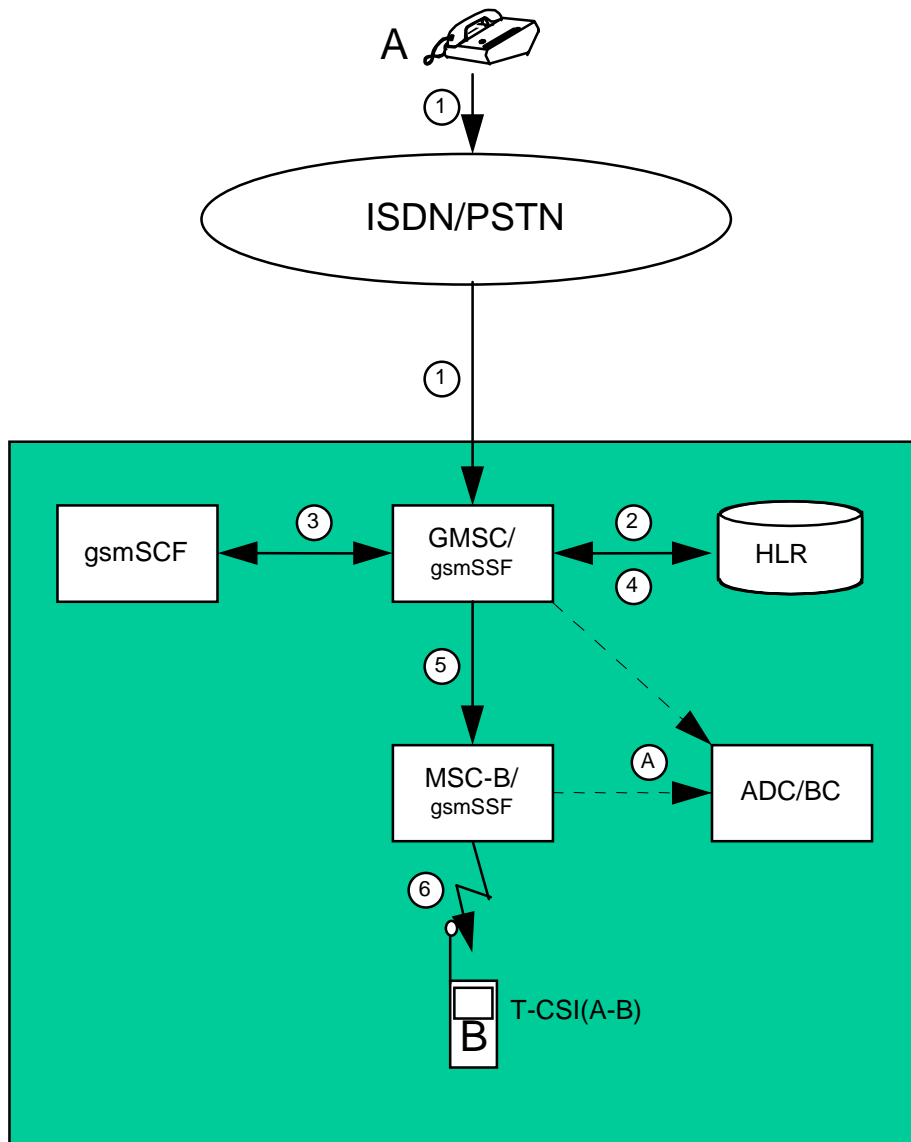 A
1
ISDN/PSTN
1
gsmSCF
3
GMSC/
gsmSSF
2
4
HLR
5
MSC-B/
gsmSSF
A
ADC/BC
6
B
T-CSI(A-B)